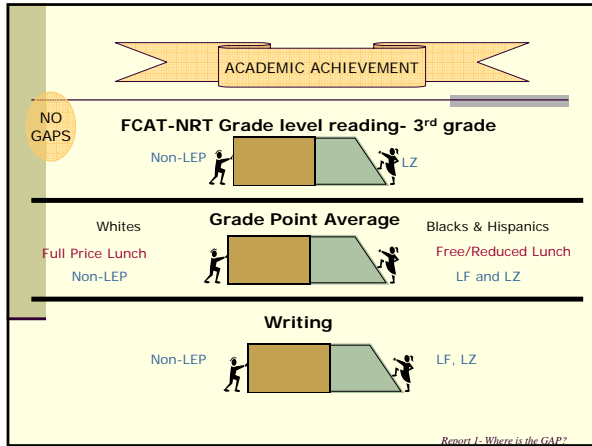 ACADEMIC ACHIEVEMENT
NO
GAPS
FCAT-NRT Grade level reading- 3rd grade
Non-LEP
LZ
Grade Point Average
Whites
Blacks & Hispanics
Full Price Lunch
Free/Reduced Lunch
Non-LEP
LF and LZ
Writing
Non-LEP
LF, LZ
Report 1- Where is the GAP?